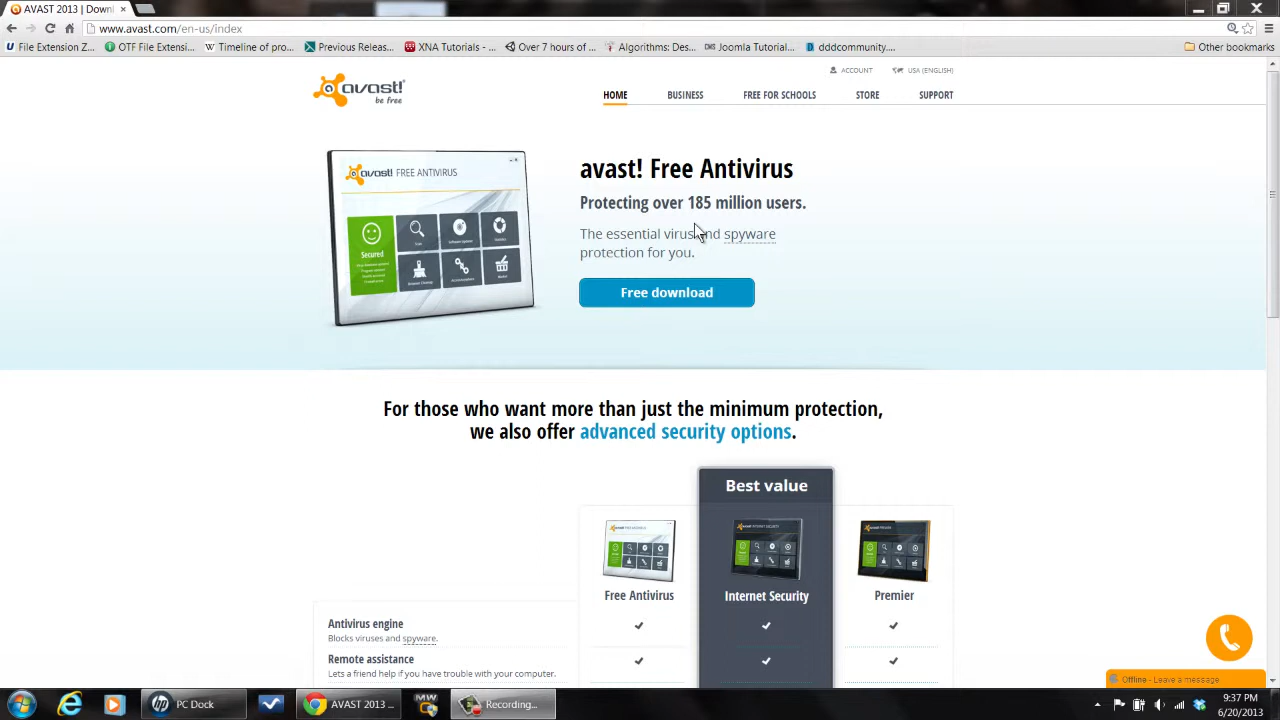 AVAST 2013 | Downl
www.avast.com/en-us/index
File Extension Z... OTF File Extensi... Timeline of pro... Previous Releas... XNA Tutorials - ... Over 7 hours of ... Algorithms: Des... Joomla Tutorial... dddcommunity.... Other bookmarks
ACCOUNT USA (ENGLISH)
avast!
be free
HOME BUSINESS FREE FOR SCHOOLS STORE SUPPORT
avast! FREE ANTIVIRUS
Secured
avast! Free Antivirus
Protecting over 185 million users.
The essential virus and spyware
protection for you.
Free download
For those who want more than just the minimum protection,
we also offer advanced security options.
Best value
Free Antivirus Internet Security Premier
Antivirus engine
Blocks viruses and spyware.
Remote assistance
Lets a friend help if you have trouble with your computer.
Offline - Leave a message
PC Dock AVAST 2013 ... MW Recording...
9:37 PM
6/20/2013